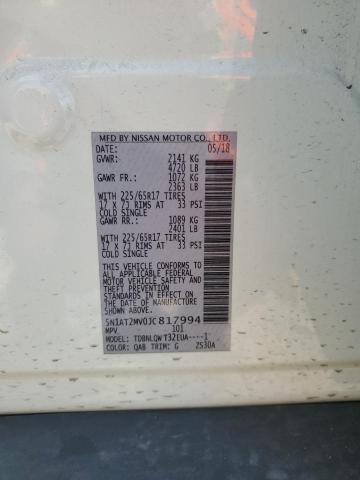 MFD BY NISSAN MOTOR CO., LTD.
DATE: 05/18
GVWR: 2141 KG
4720 LB
GAWR FR.: 1072 KG
2363 LB
WITH 225/65R17 TIRES
17 X 7J RIMS AT 33 PSI
COLD SINGLE
GAWR RR.: 1089 KG
2401 LB
WITH 225/65R17 TIRES
17 X 7J RIMS AT 33 PSI
COLD SINGLE
THIS VEHICLE CONFORMS TO
ALL APPLICABLE FEDERAL
MOTOR VEHICLE SAFETY AND
THEFT PREVENTION
STANDARDS IN EFFECT ON
THE DATE OF MANUFACTURE
SHOWN ABOVE.
5N1AT2MV0JC817994
MPV 101
MODEL: TDBNLQWT32EUA----1
COLOR: QAB TRIM: G ZS30A